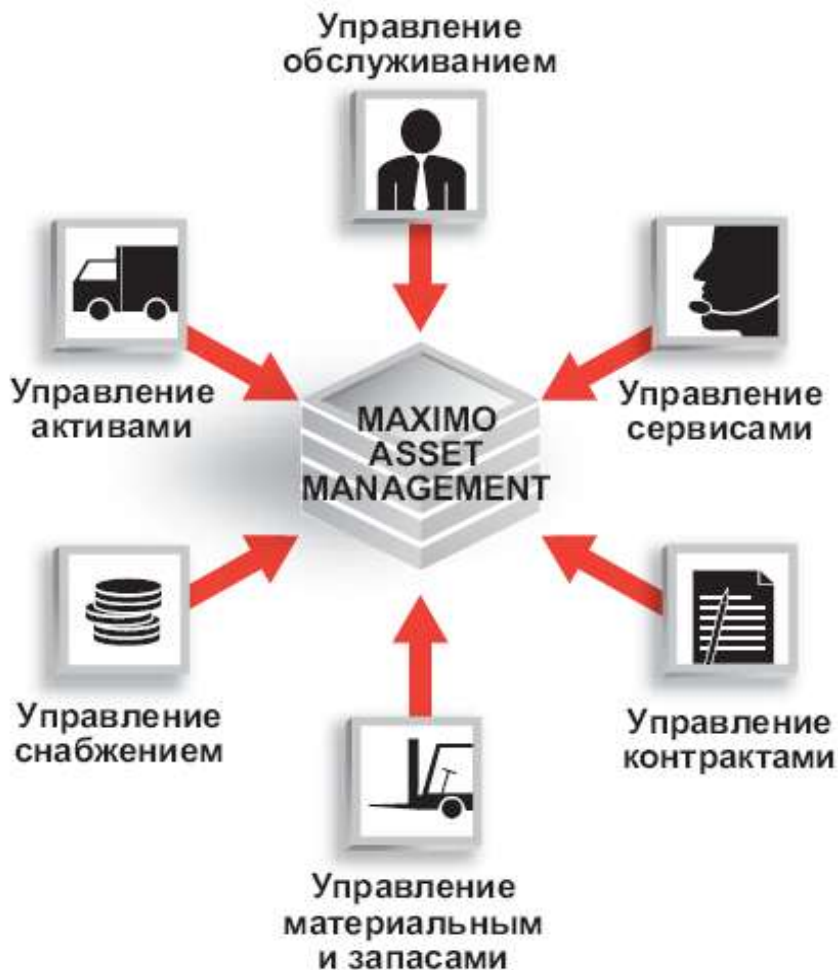 Управление
обслуживанием
Управление
активами
Управление
сервисами
MAXIMO
ASSET
MANAGEMENT
Управление
снабжением
Управление
контрактами
Управление
материальным
и запасами